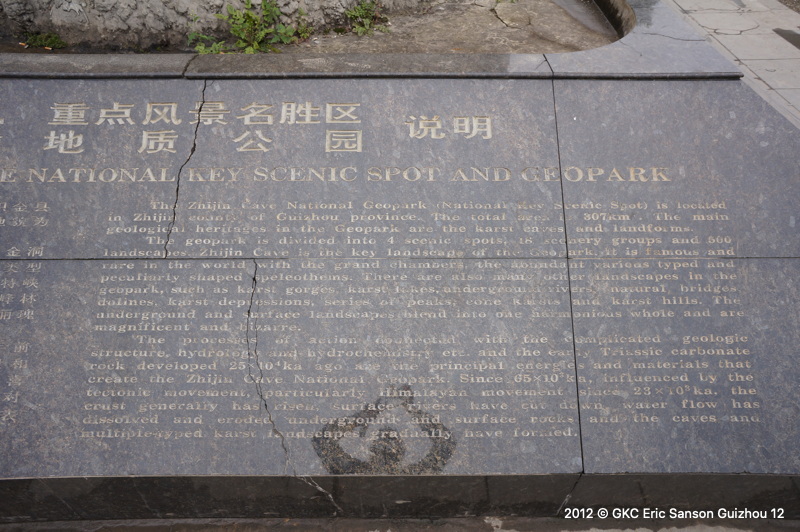 重点风景名胜区
地质公园 说明
NATIONAL KEY SCENIC SPOT AND GEOPARK
The Zhijin Cave National Geopark (National Key Scenic Spot) is located
in Zhijin county of Guizhou province. The total area is 307km² . the main
geological heritages in the Geopark are the karst caves and landforms.
The geopark is divided into 4 scenic spots, 18 scenery groups and 500
landscapes Zhijin Cave is the key landscape of the Geopark, it is famous and
rare in the world with the grand chambers, the abundant various typed and
peculiarly shaped speleothems. There are also many other landscapes in the
geopark, such as karst gorges, karst lakes, underground rivers, natural bridges
dolines, karst depressions, series of peaks, cone karsts and karst hills. The
underground and surface landscapes blend into one harmonious whole and are
magnificent and bizarre.
The processes of action connected with the complicated geologic
structure, hydrology and hydrochemistry etc. and the early Triassic carbonate
rock developed ka ago are the principal energies and materials that
create the Zhijin Cave National Geopark. Since influenced by the
tectonic movement, particularly Himalayan movement since
crust generally has risen, surface rivers have cut down, water flow has
dissolved and eroded underground and surface rocks and the caves and
multiple-typed karst landscapes gradually have formed.
2012 © GKC Eric Sanson Guizhou 12